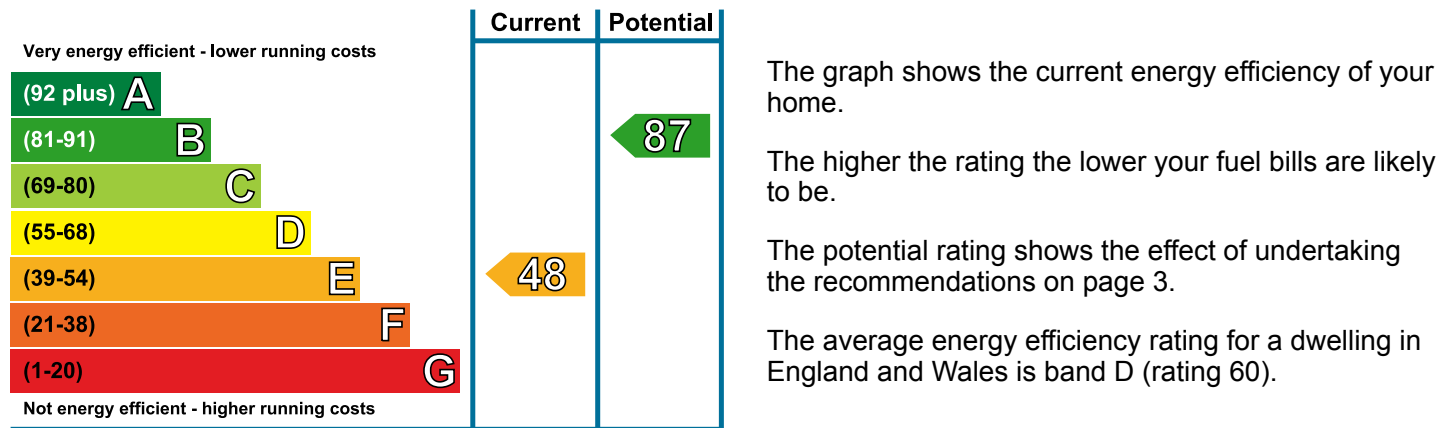 Current Potential
Very energy efficient - lower running costs
(92 plus) A
(81-91) B
87
(69-80) C
(55-68) D
(39-54) E
48
(21-38) F
(1-20) G
Not energy efficient - higher running costs
The graph shows the current energy efficiency of your
home.
The higher the rating the lower your fuel bills are likely
to be.
The potential rating shows the effect of undertaking
the recommendations on page 3.
The average energy efficiency rating for a dwelling in
England and Wales is band D (rating 60).